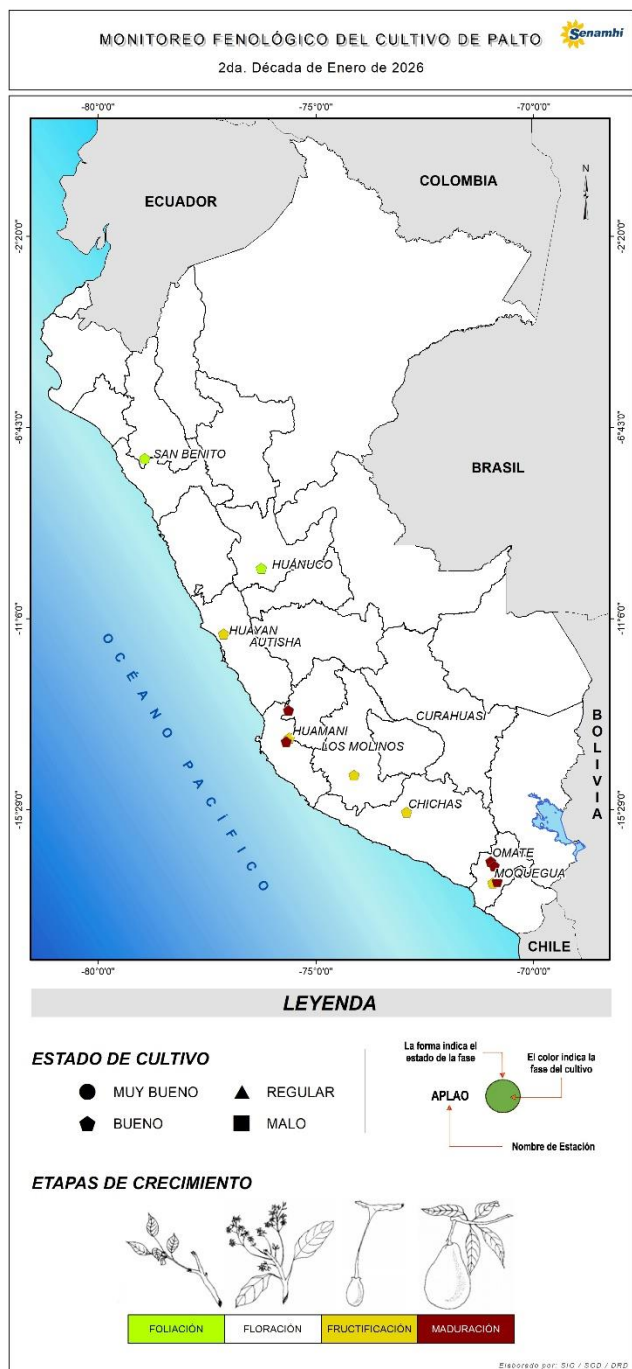 MONITOREO FENOLÓGICO DEL CULTIVO DE PALTO
Senamhi
2da. Década de Enero de 2026
-80°0'0" -75°0'0" -70°0'0"
COLOMBIA
ECUADOR
N
-2°20' -2°20'
-6°43' -6°43'
SAN BENITO
BRASIL
HUÁNUCO
-11°6'0" -11°6'0"
HUAYAN
AUTISHA
OCÉANO PACÍFICO
CURAHUASI
HUAMANI
LOS MOLINOS
BOLIVIA
CHICHAS
-15°29'0" -15°29'0"
OMATE
MOQUEGUA
CHILE
-80°0'0" -75°0'0" -70°0'0"
LEYENDA
ESTADO DE CULTIVO
MUY BUENO
REGULAR
BUENO
MALO
La forma indica el
estado de la fase
El color indica la
fase del cultivo
APLAO
Nombre de Estación
ETAPAS DE CRECIMIENTO
FOLIACIÓN FLORACIÓN FRUCTIFICACIÓN MADURACIÓN
Elaborado por: SIG / SGD / DRD